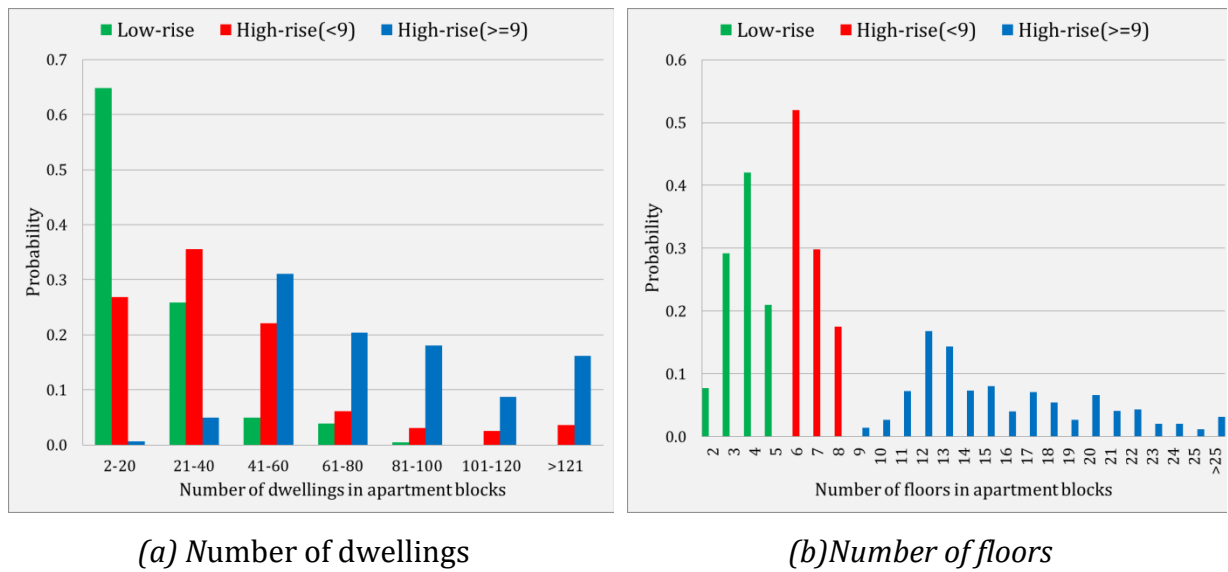 Low-rise High-rise(<9) High-rise(>=9)
0.7
0.6
0.5
0.4
0.3
0.2
0.1
0.0
Probability
2-20 21-40 41-60 61-80 81-100 101-120 >121
Number of dwellings in apartment blocks
(a) Number of dwellings
Low-rise High-rise(<9) High-rise(>=9)
0.6
0.5
0.4
0.3
0.2
0.1
0.0
Probability
2 3 4 5 6 7 8 9 10 11 12 13 14 15 16 17 18 19 20 21 22 23 24 25 >25
Number of floors in apartment blocks
(b)Number of floors